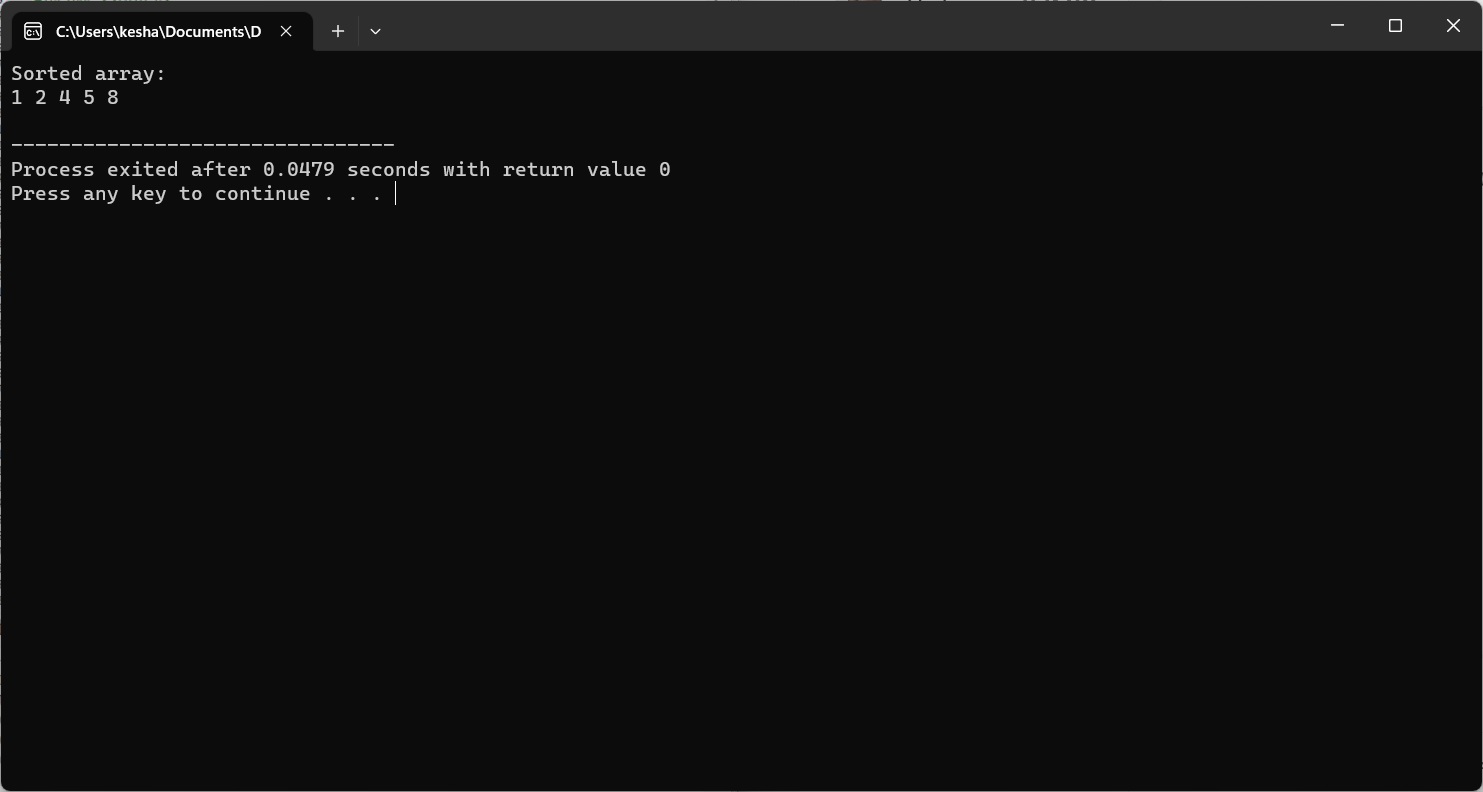 C:\Users\kesha\Documents\D
Sorted array:
1 2 4 5 8
--------------------------------
Process exited after 0.0479 seconds with return value 0
Press any key to continue . . .